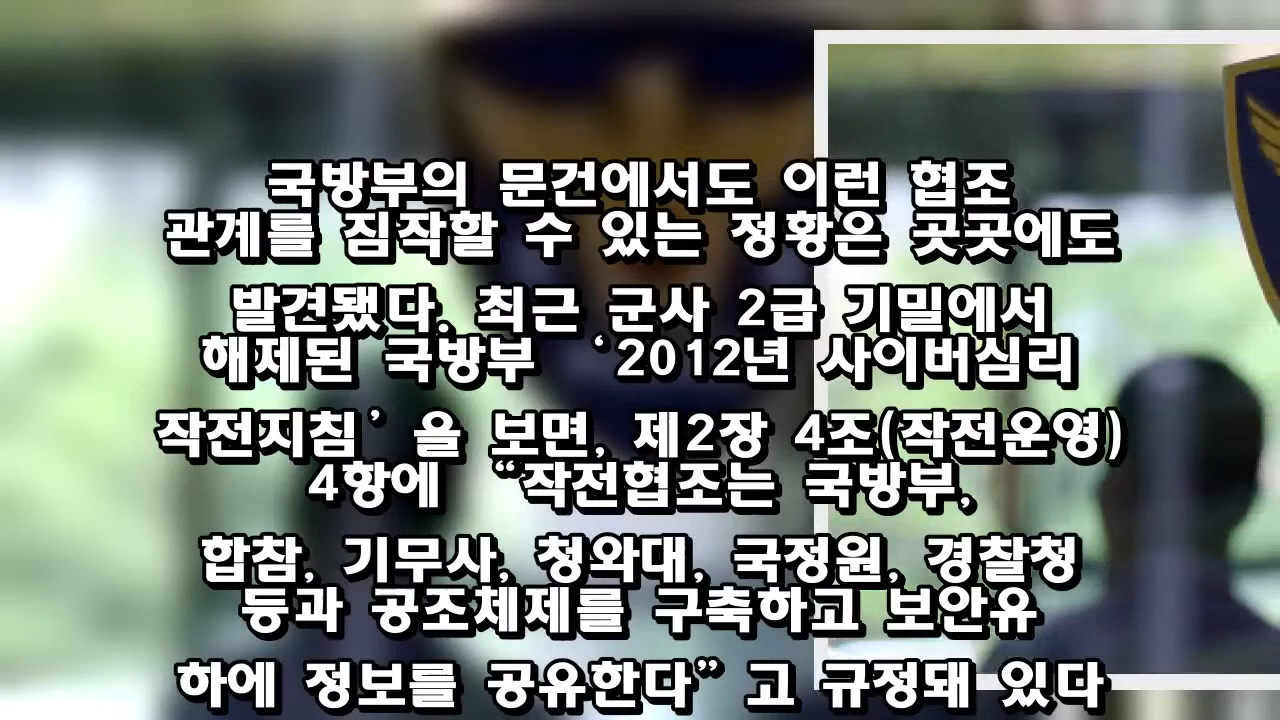 국방부의 문건에서도 이런 협조
관계를 짐작할 수 있는 정황은 곳곳에도
발견됐다. 최근 군사 2급 기밀에서
해제된 국방부 ‘2012년 사이버심리
작전지침’을 보면, 제2장 4조(작전운영)
4항에 “작전협조는 국방부,
합참, 기무사, 청와대, 국정원, 경찰청
등과 공조체제를 구축하고 보안유
하에 정보를 공유한다”고 규정돼 있다